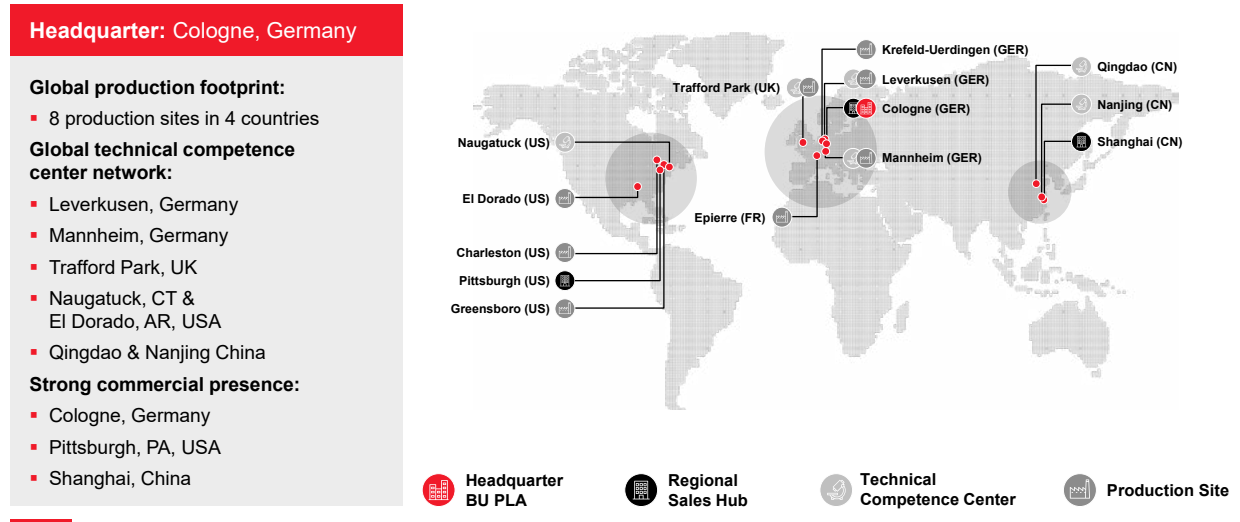 Headquarter: Cologne, Germany
Global production footprint:
▪ 8 production sites in 4 countries
Global technical competence
center network:
▪ Leverkusen, Germany
▪ Mannheim, Germany
▪ Trafford Park, UK
▪ Naugatuck, CT &
El Dorado, AR, USA
▪ Qingdao & Nanjing China
Strong commercial presence:
▪ Cologne, Germany
▪ Pittsburgh, PA, USA
▪ Shanghai, China
Krefeld-Uerdingen (GER)
Leverkusen (GER)
Trafford Park (UK)
Cologne (GER)
Mannheim (GER)
Epierre (FR)
Qingdao (CN)
Nanjing (CN)
Shanghai (CN)
Naugatuck (US)
El Dorado (US)
Charleston (US)
Pittsburgh (US)
Greensboro (US)
Headquarter
BU PLA
Regional
Sales Hub
Technical
Competence Center
Production Site